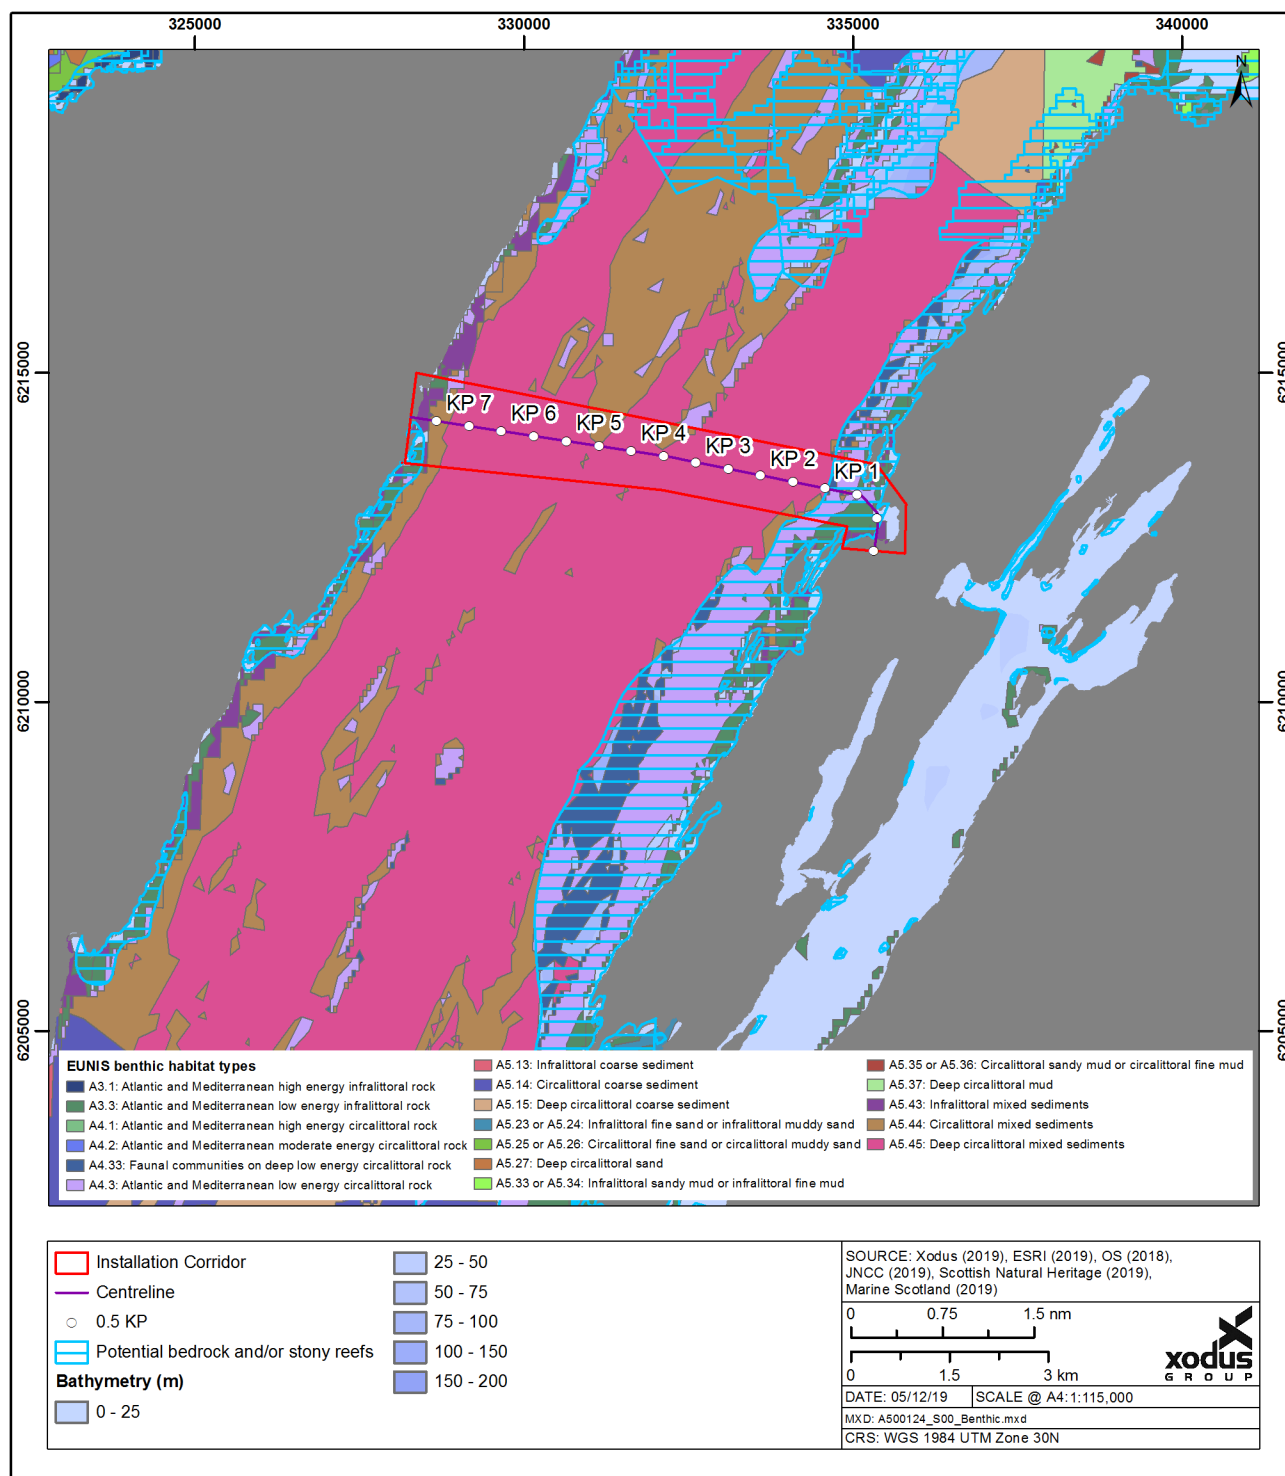 325000
330000
335000
340000
N
6215000
6215000
KP 7
KP 6
KP 5
KP 4
KP 3
KP 2
KP 1
6210000
6210000
6205000
6205000
EUNIS benthic habitat types
A3.1: Atlantic and Mediterranean high energy infralittoral rock
A3.3: Atlantic and Mediterranean low energy infralittoral rock
A4.1: Atlantic and Mediterranean high energy circalittoral rock
A4.2: Atlantic and Mediterranean moderate energy circalittoral rock
A4.33: Faunal communities on deep low energy circalittoral rock
A4.3: Atlantic and Mediterranean low energy circalittoral rock
A5.13: Infralittoral coarse sediment
A5.14: Circalittoral coarse sediment
A5.15: Deep circalittoral coarse sediment
A5.23 or A5.24: Infralittoral fine sand or infralittoral muddy sand
A5.25 or A5.26: Circalittoral fine sand or circalittoral muddy sand
A5.27: Deep circalittoral sand
A5.33 or A5.34: Infralittoral sandy mud or infralittoral fine mud
A5.35 or A5.36: Circalittoral sandy mud or circalittoral fine mud
A5.37: Deep circalittoral mud
A5.43: Infralittoral mixed sediments
A5.44: Circalittoral mixed sediments
A5.45: Deep circalittoral mixed sediments
Installation Corridor
Centreline
0.5 KP
Potential bedrock and/or stony reefs
Bathymetry (m)
0 - 25
25 - 50
50 - 75
75 - 100
100 - 150
150 - 200
SOURCE: Xodus (2019), ESRI (2019), OS (2018),
JNCC (2019), Scottish Natural Heritage (2019),
Marine Scotland (2019)
0 0.75 1.5 nm
0 1.5 3 km
xodus
GROUP
DATE: 05/12/19
SCALE @ A4:1:115,000
MXD: A500124_S00_Benthic.mxd
CRS: WGS 1984 UTM Zone 30N